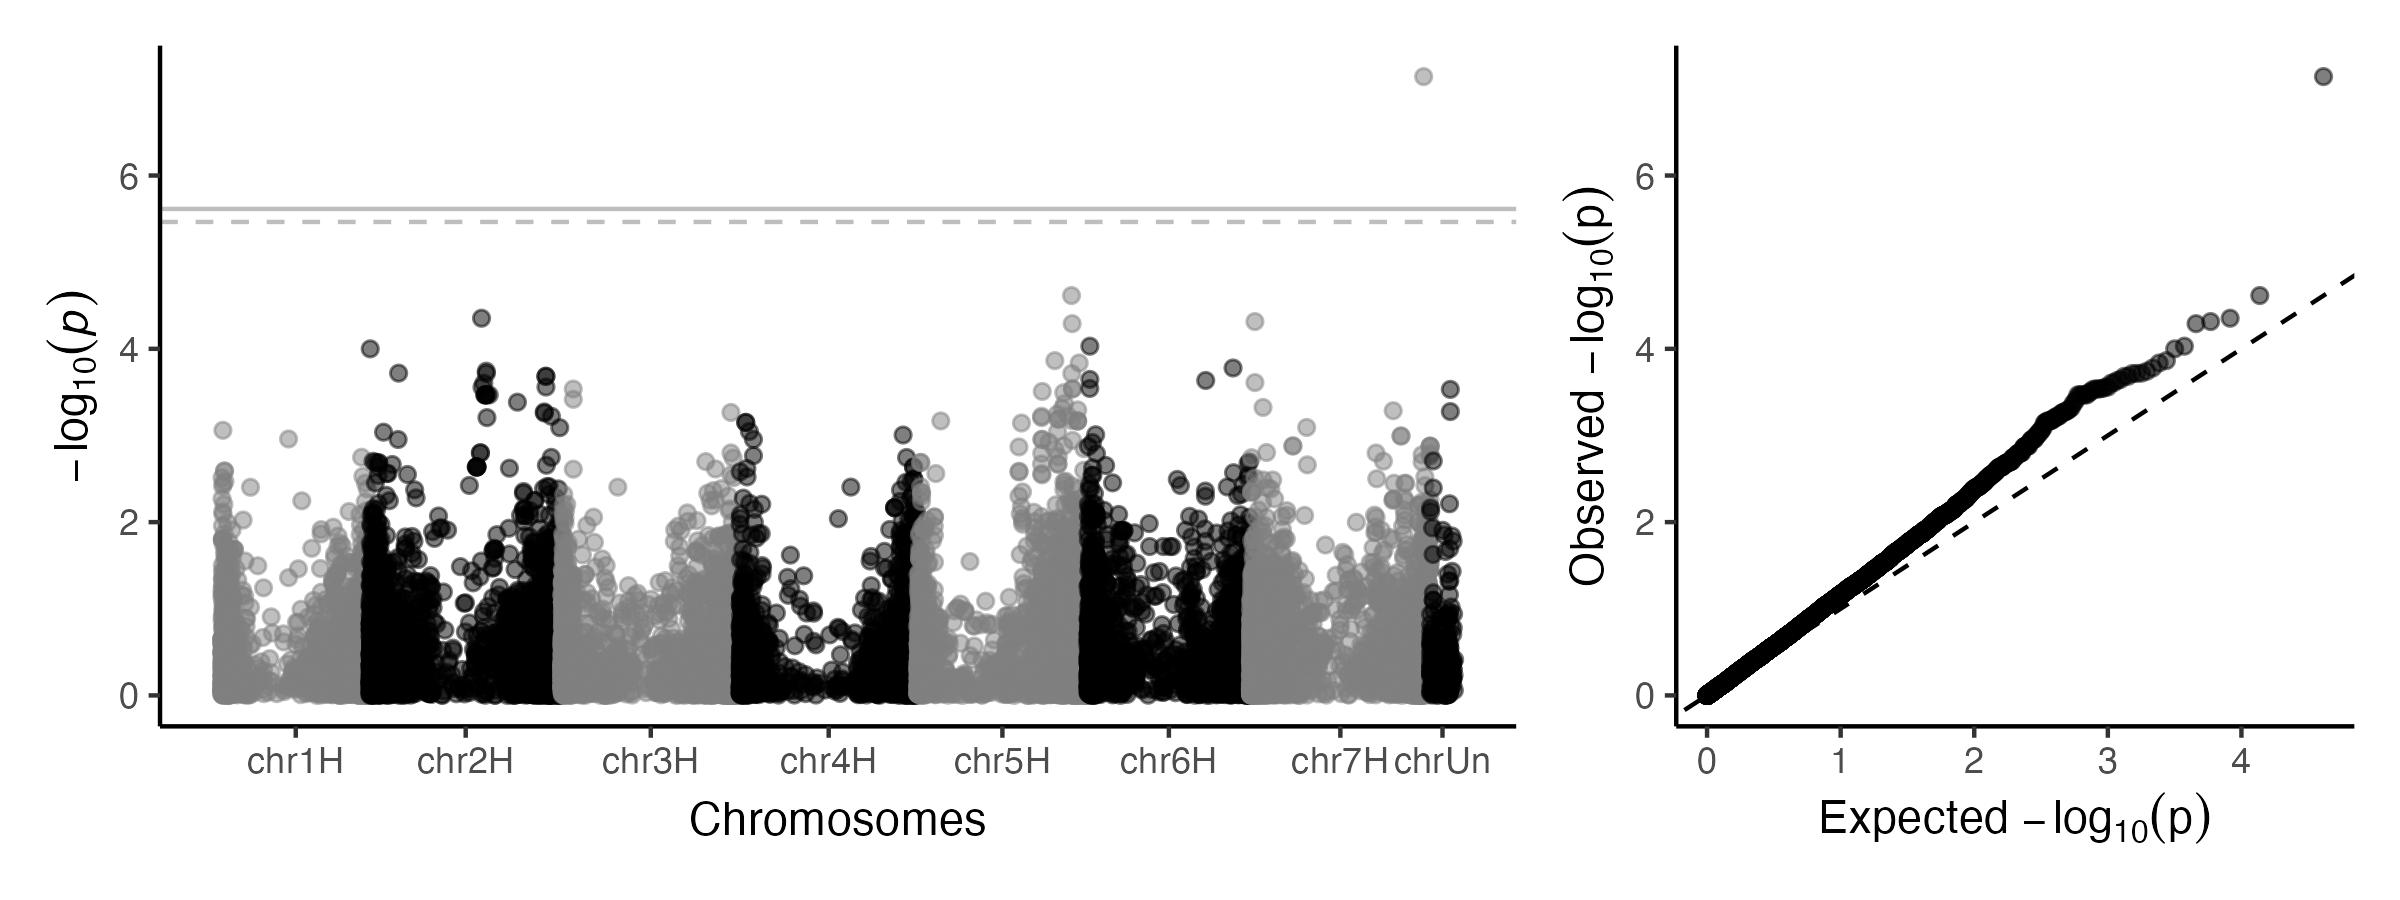 6
4
2
0
−log₁₀(p)
chr1H chr2H chr3H chr4H chr5H chr6H chr7H chrUn
Chromosomes
6
4
2
0
Observed −log₁₀(p)
0 1 2 3 4
Expected −log₁₀(p)